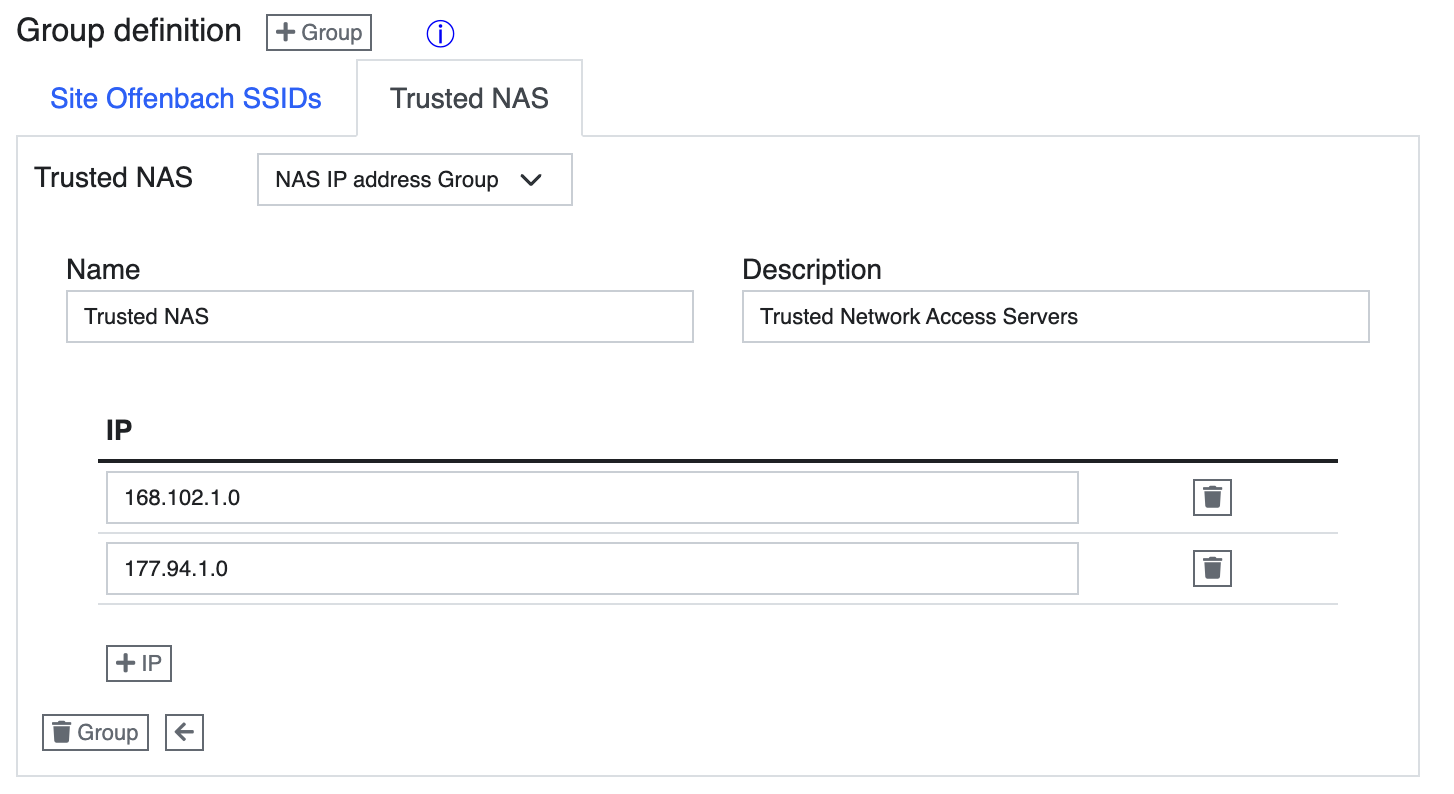 Group definition
Group
Site Offenbach SSIDs
Trusted NAS
Trusted NAS
NAS IP address Group
Name
Description
Trusted NAS
Trusted Network Access Servers
IP
168.102.1.0
177.94.1.0
IP
Group